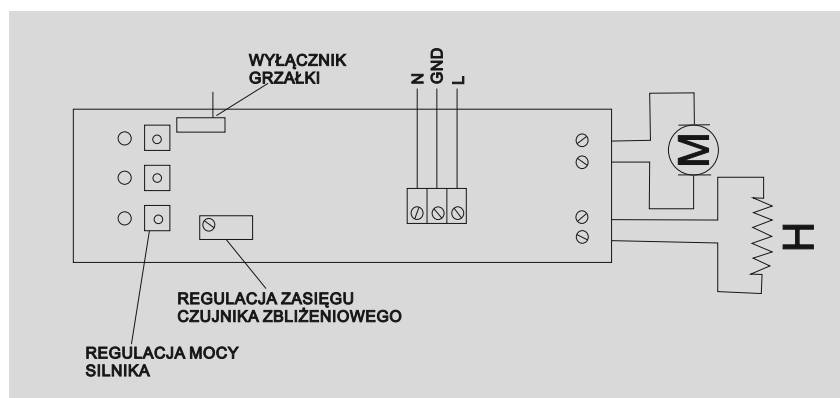 WYŁĄCZNIK
GRZAŁKI
N
GND
L
M
H
REGULACJA ZASIĘGU
CZUJNIKA ZBLIŻENIOWEGO
REGULACJA MOCY
SILNIKA